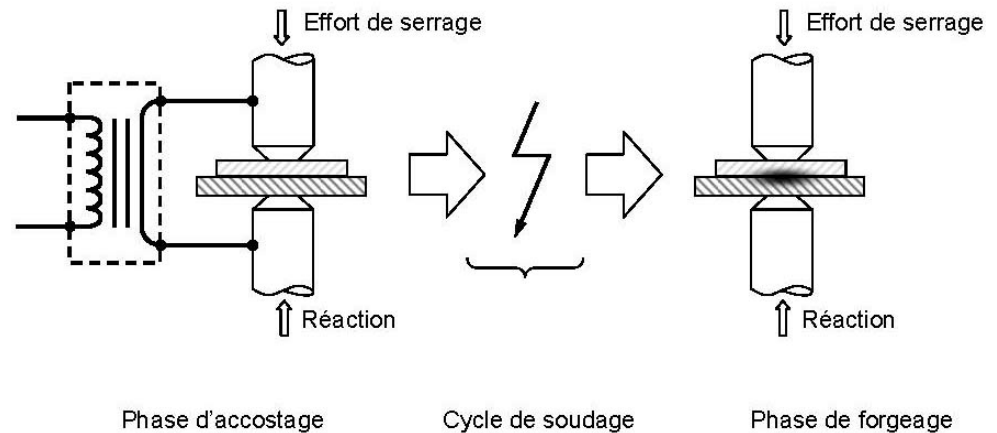 Effort de serrage
Effort de serrage
Réaction
Réaction
Phase d'accostage
Cycle de soudage
Phase de forgeage